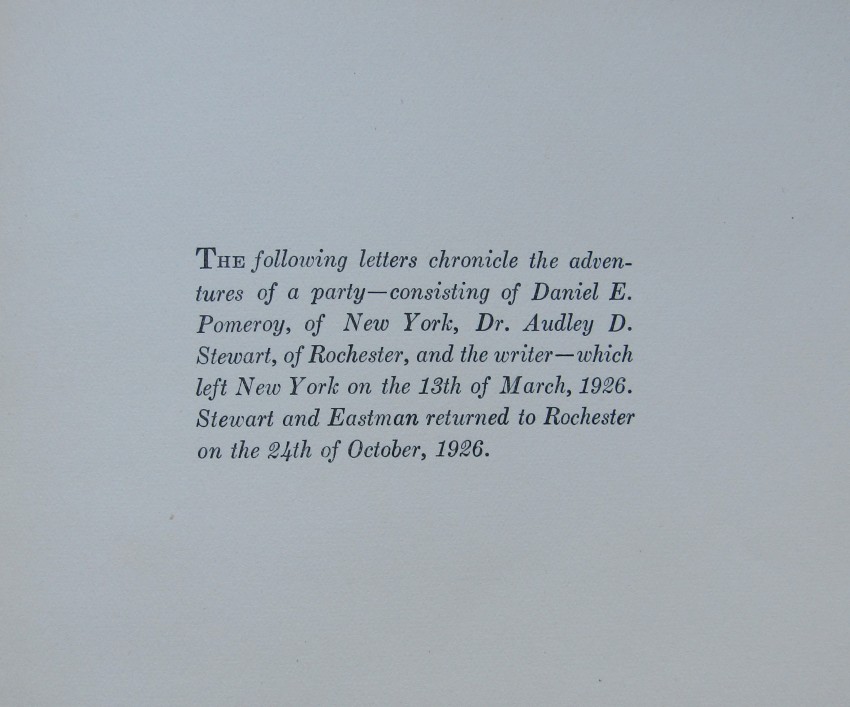 THE following letters chronicle the adven-
tures of a party—consisting of Daniel E.
Pomeroy, of New York, Dr. Audley D.
Stewart, of Rochester, and the writer—which
left New York on the 13th of March, 1926.
Stewart and Eastman returned to Rochester
on the 24th of October, 1926.